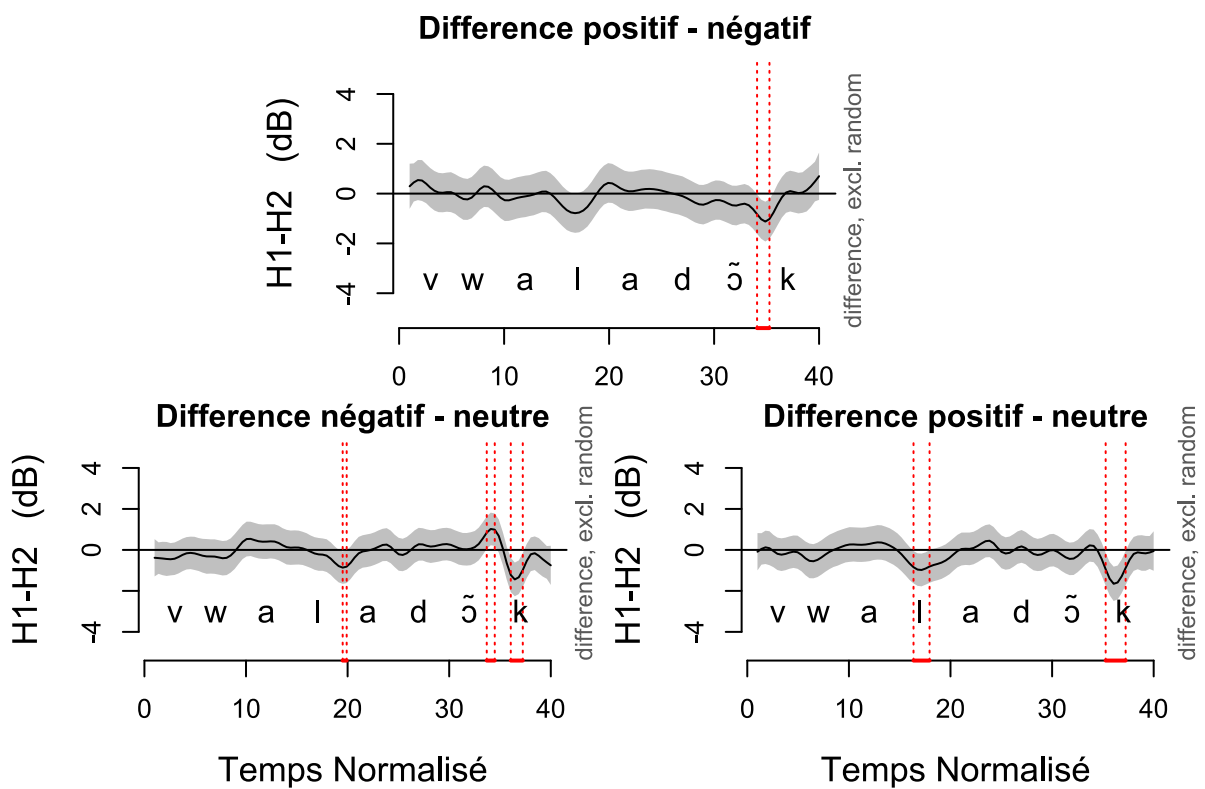 Difference positif - négatif
H1-H2 (dB)
4
2
0
-2
-4
v w a l a d ɔ̃ k
difference, excl. random
0 10 20 30 40
Difference négatif - neutre
H1-H2 (dB)
4
2
0
-4
v w a l a d ɔ̃ k
difference, excl. random
0 10 20 30 40
Temps Normalisé
Difference positif - neutre
H1-H2 (dB)
4
2
0
-4
v w a l a d ɔ̃ k
difference, excl. random
0 10 20 30 40
Temps Normalisé